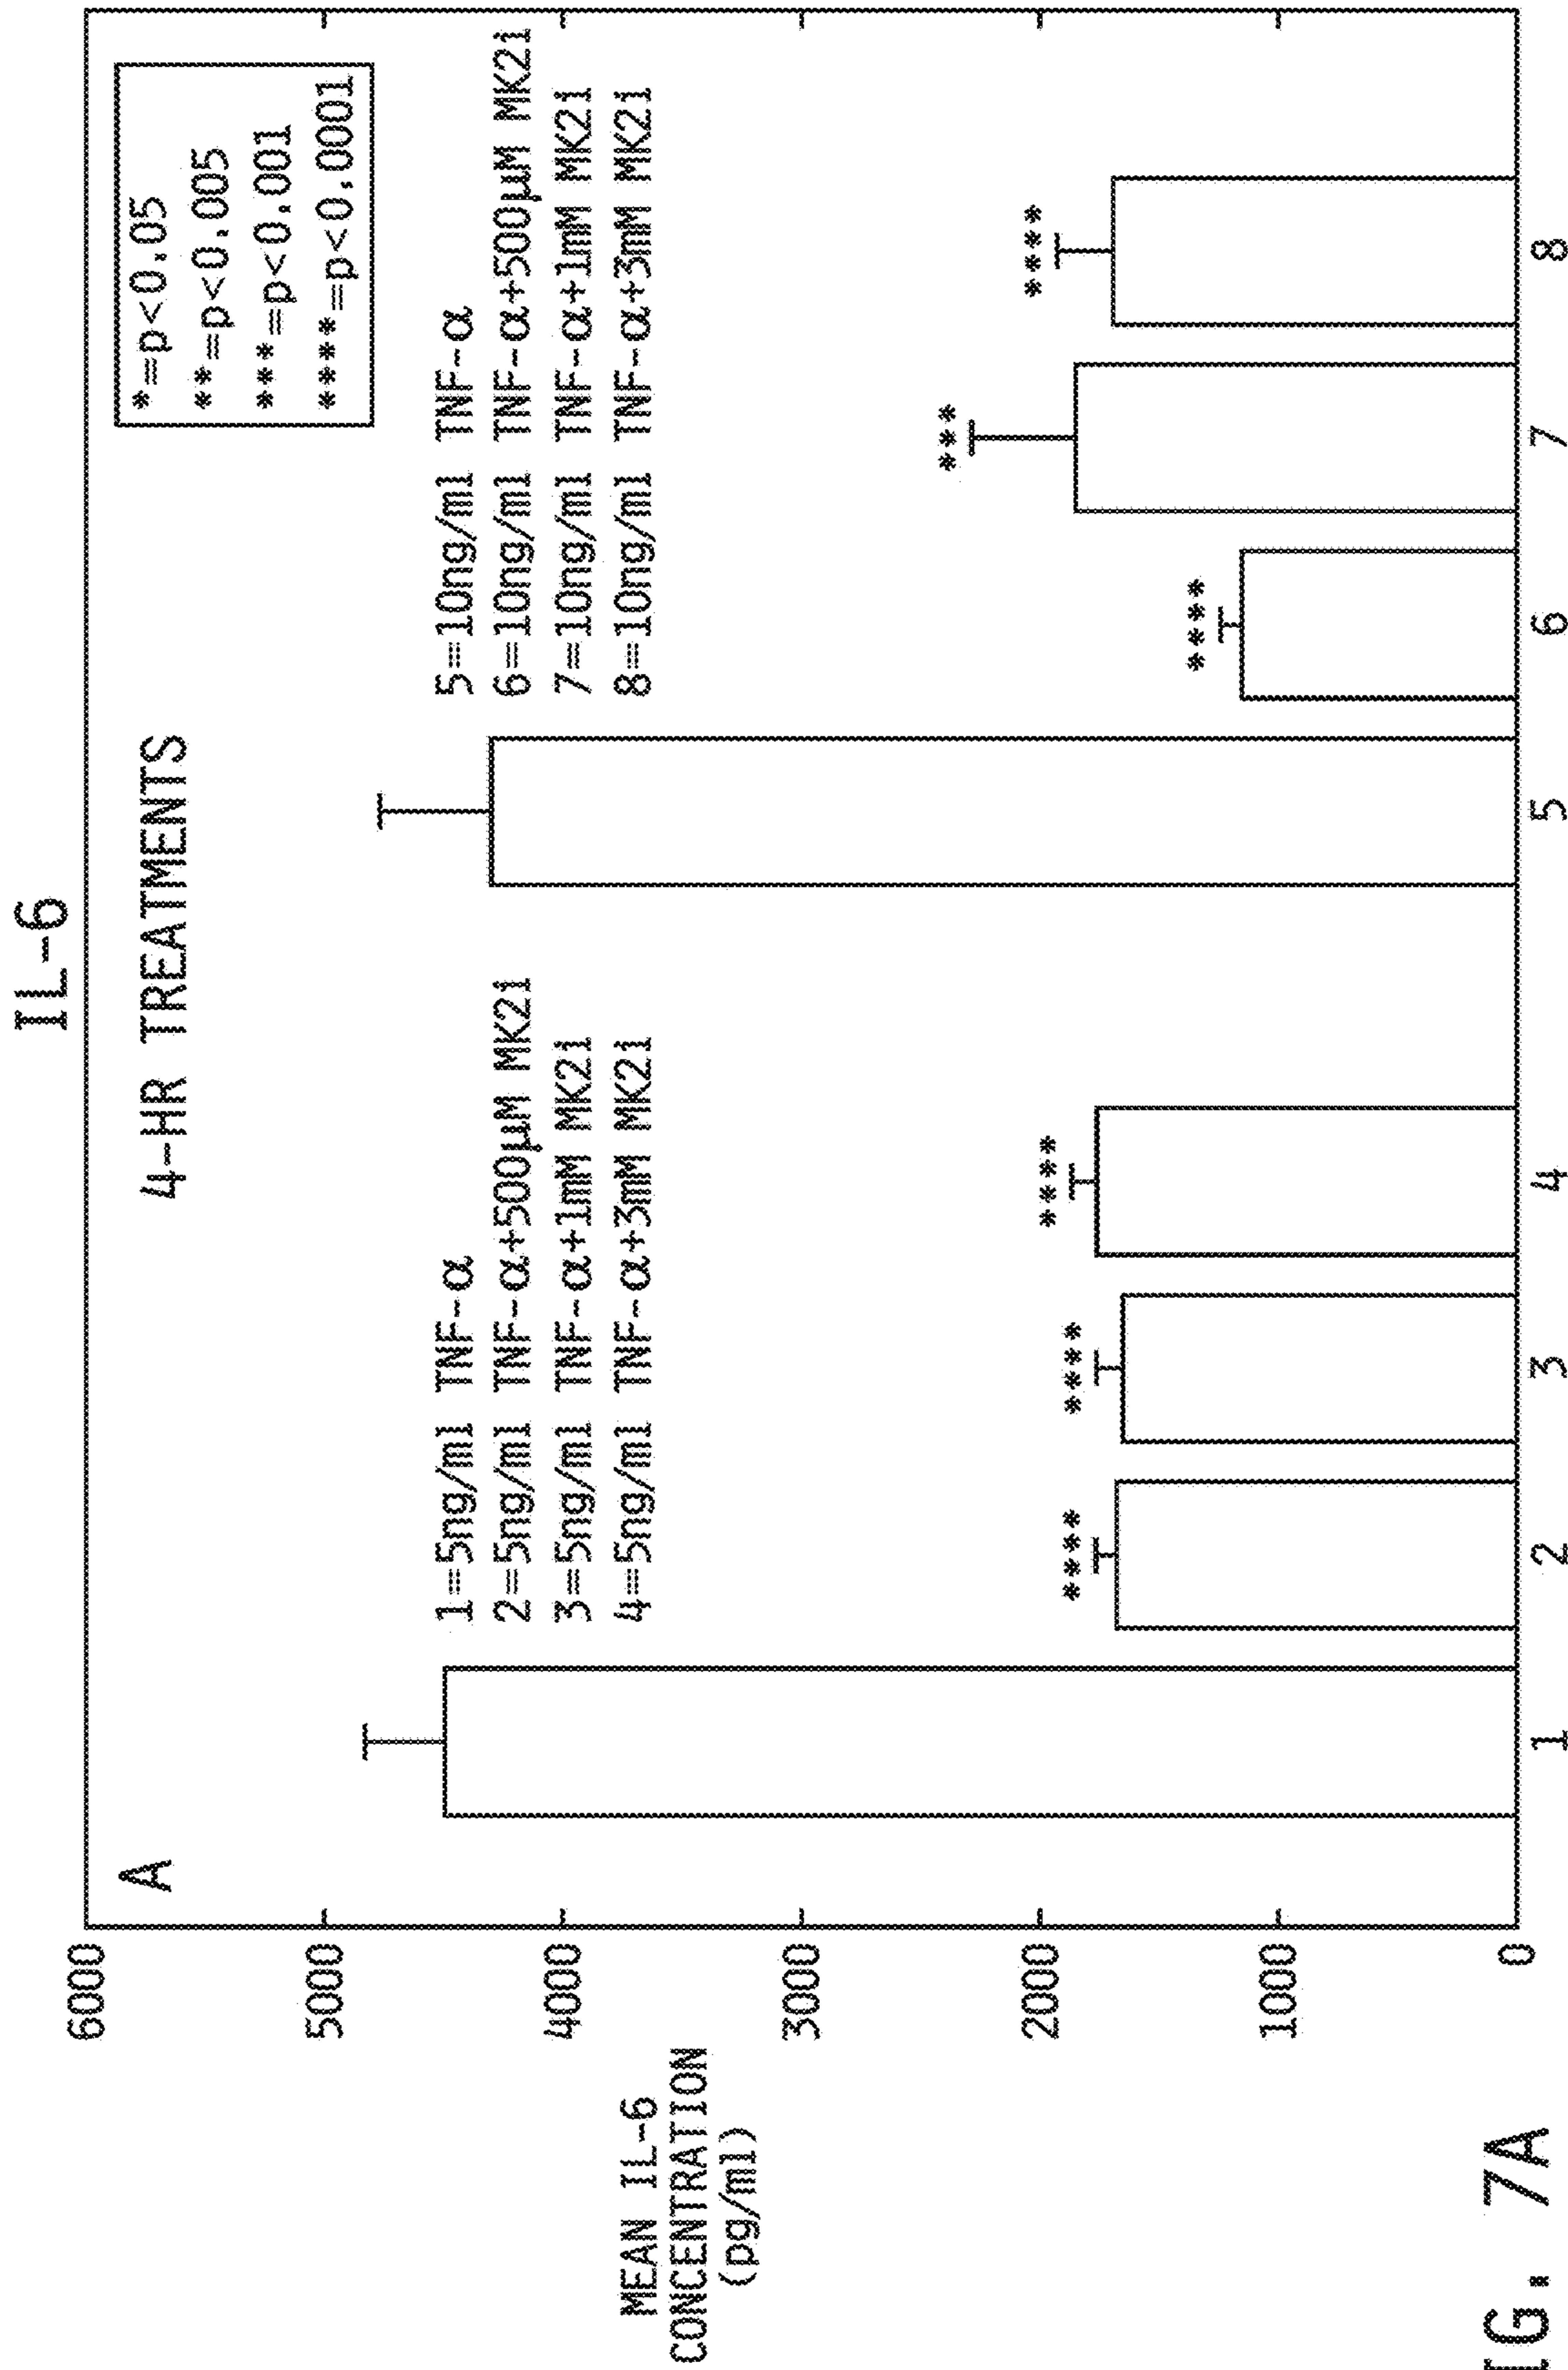 IL-6
A
4-HR TREATMENTS
*=p<0.05
**=p<0.005
***=p<0.001
****=p<0.0001
1=5ng/ml TNF-α
2=5ng/ml TNF-α+500µM MK2i
3=5ng/ml TNF-α+1mM MK2i
4=5ng/ml TNF-α+3mM MK2i
5=10ng/ml TNF-α
6=10ng/ml TNF-α+500µM MK2i
7=10ng/ml TNF-α+1mM MK2i
8=10ng/ml TNF-α+3mM MK2i
MEAN IL-6
CONCENTRATION
(pg/ml)
6000
5000
4000
3000
2000
1000
0
****
****
****
****
***
****
1 2 3 4 5 6 7 8
IG. 7A